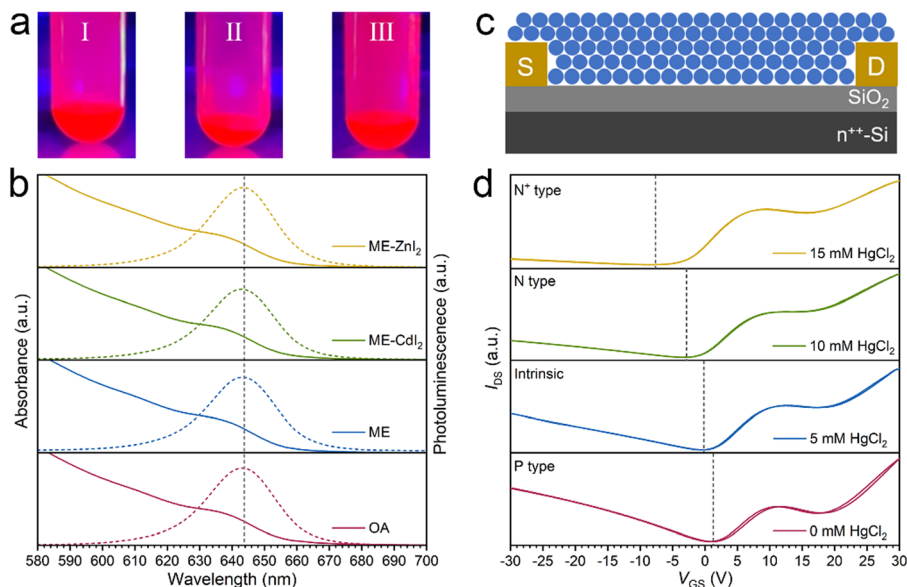 a
I
II
III
c
S
D
SiO2
n++-Si
b
Absorbance (a.u.)
Photoluminescenece (a.u.)
ME-ZnI2
ME-CdI2
ME
OA
580 590 600 610 620 630 640 650 660 670 680 690 700
Wavelength (nm)
d
IDS (a.u.)
N+ type
15 mM HgCl2
N type
10 mM HgCl2
Intrinsic
5 mM HgCl2
P type
0 mM HgCl2
-30 -25 -20 -15 -10 -5 0 5 10 15 20 25 30
VGS (V)